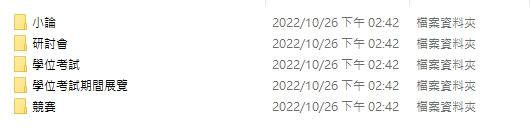 小論 2022/10/26 下午 02:42 檔案資料夾
研討會 2022/10/26 下午 02:42 檔案資料夾
學位考試 2022/10/26 下午 02:42 檔案資料夾
學位考試期間展覽 2022/10/26 下午 02:42 檔案資料夾
競賽 2022/10/26 下午 02:42 檔案資料夾